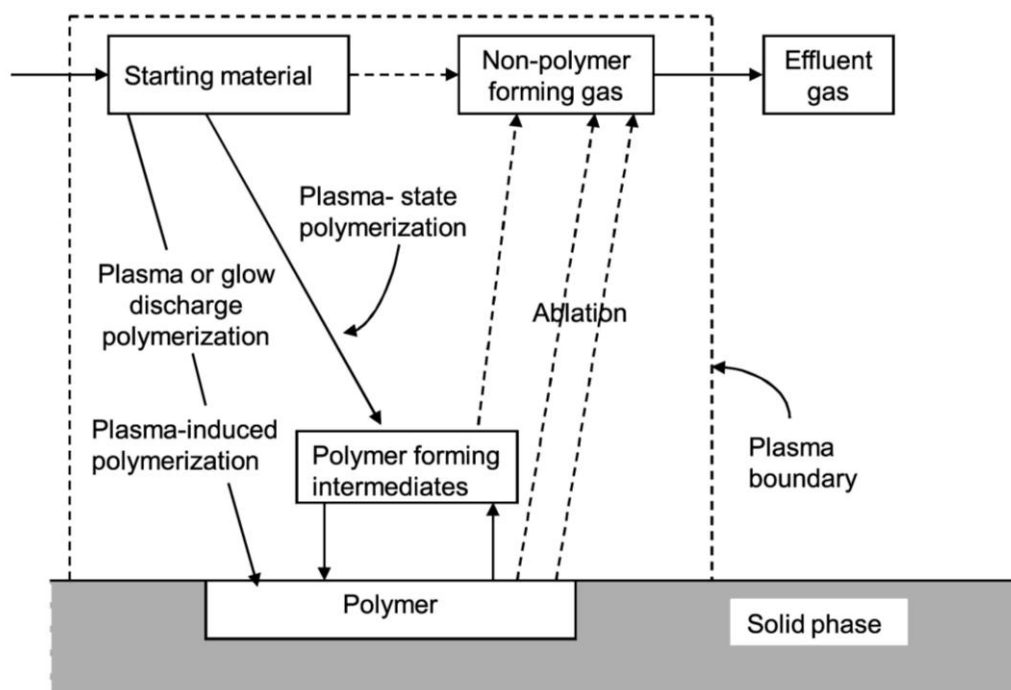 Starting material
Non-polymer
forming gas
Effluent
gas
Plasma- state
polymerization
Plasma or glow
discharge
polymerization
Ablation
Plasma-induced
polymerization
Polymer forming
intermediates
Plasma
boundary
Polymer
Solid phase